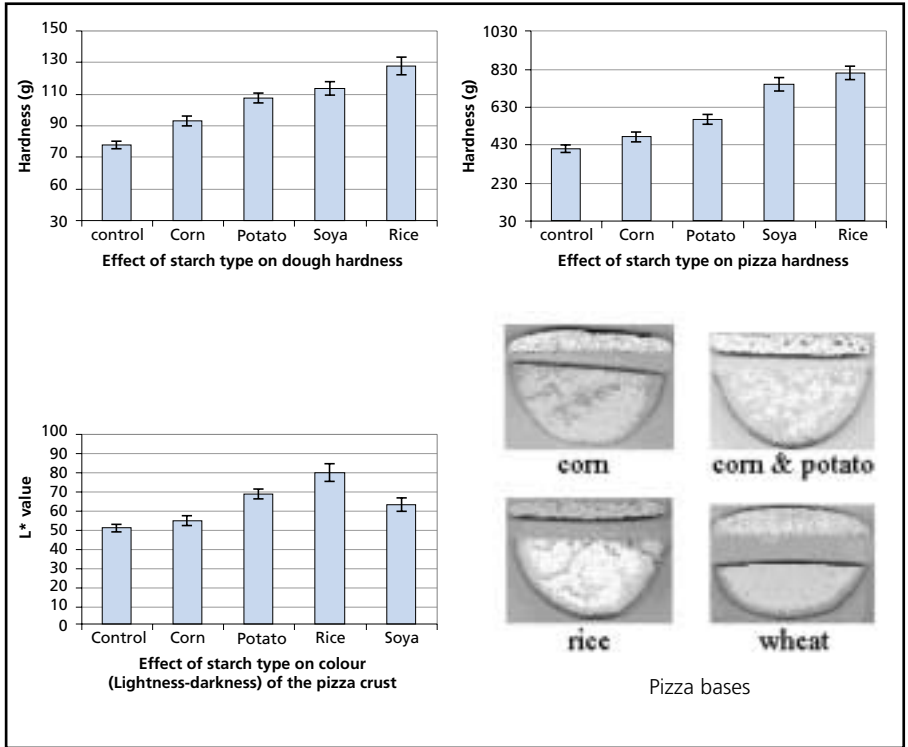 150
130
110
90
70
60
30
Hardness (g)
control Corn Potato Soya Rice
Effect of starch type on dough hardness
1030
830
630
430
230
30
Hardness (g)
control Corn Potato Soya Rice
Effect of starch type on pizza hardness
100
90
80
70
60
50
40
30
20
10
0
L* value
Control Corn Potato Rice Soya
Effect of starch type on colour
(Lightness-darkness) of the pizza crust
corn
corn & potato
rice
wheat
Pizza bases